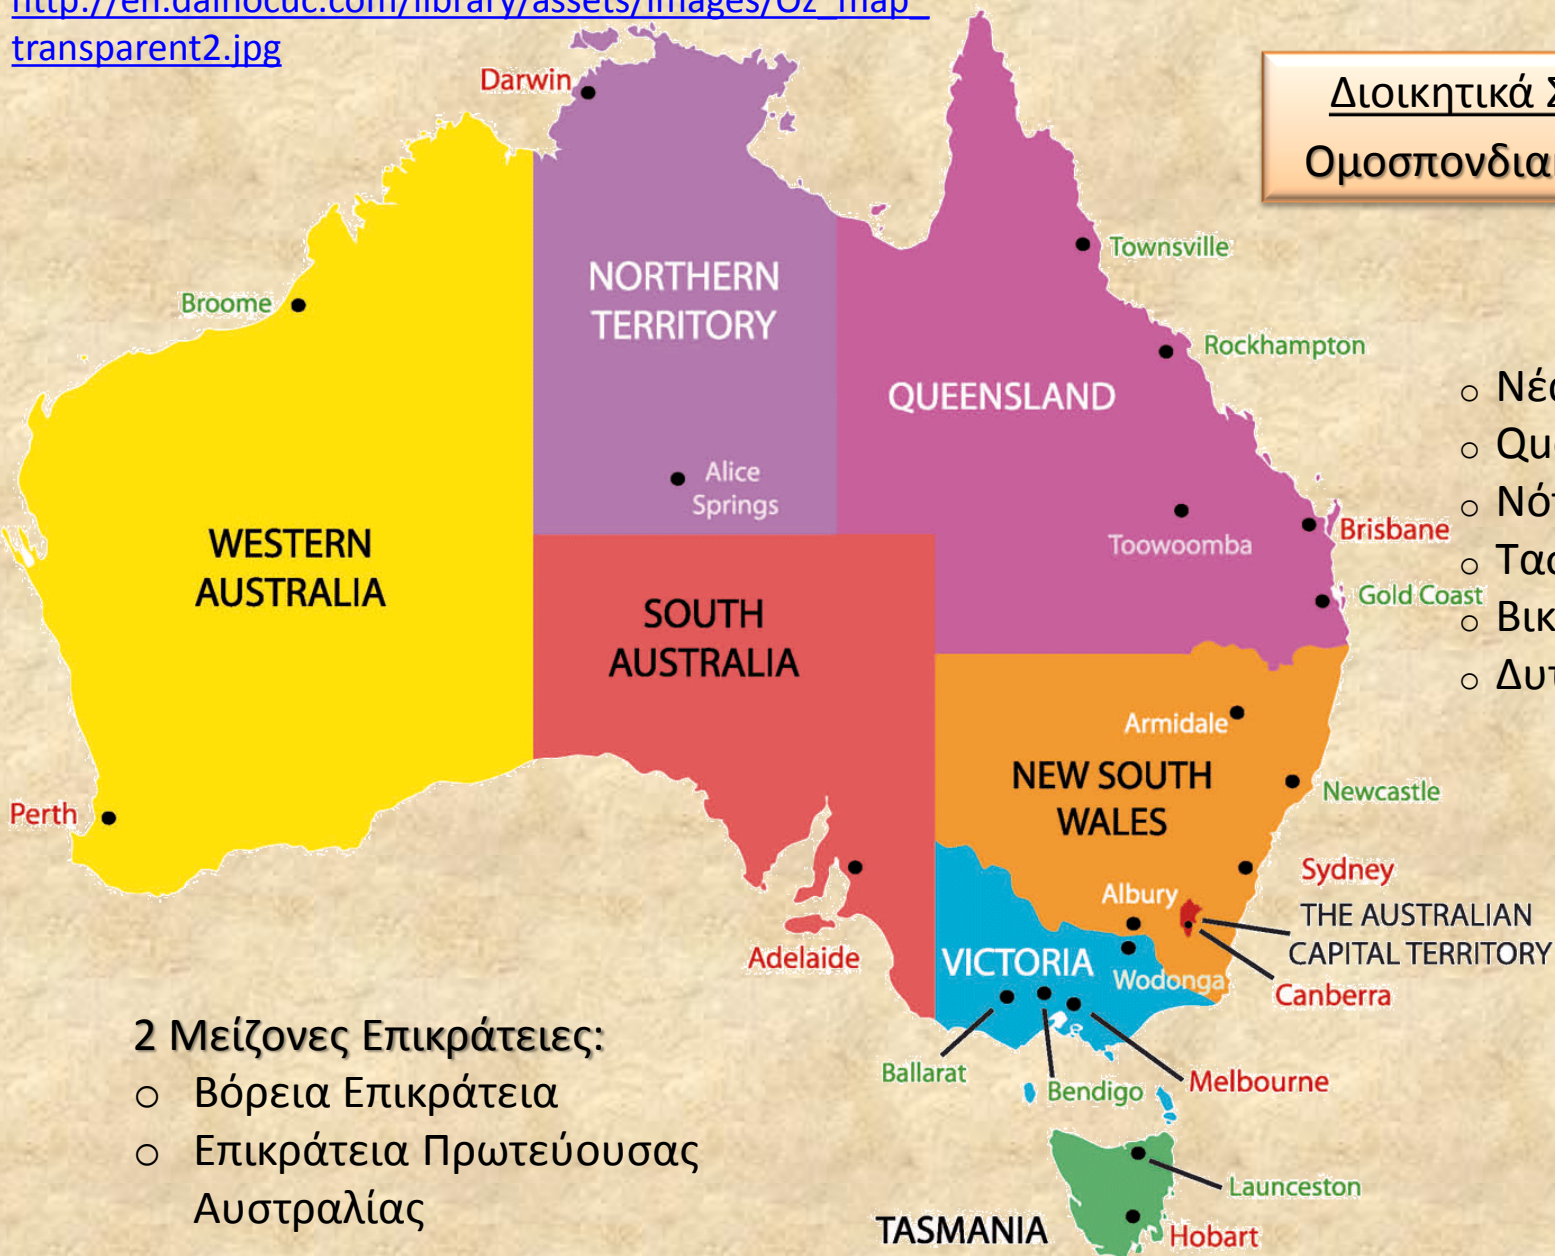 http://en.dalhocduc.com/library/assets/images/Oz_map_
transparent2.jpg
Διοικητικά
Darwin
Townsville
NORTHERN
TERRITORY
Broome
Rockhampton
QUEENSLAND
Alice
Springs
WESTERN
AUSTRALIA
Toowoomba
Brisbane
Gold Coast
SOUTH
AUSTRALIA
Armidale
NEW SOUTH
WALES
Newcastle
Perth
Sydney
Albury
THE AUSTRALIAN
CAPITAL TERRITORY
Adelaide
VICTORIA
Wodonga
Canberra
2 Μείζονες Επικράτειες:
○ Βόρεια Επικράτεια
○ Επικράτεια Πρωτεύουσας
Αυστραλίας
Ballarat
Bendigo
Melbourne
Launceston
TASMANIA
Hobart